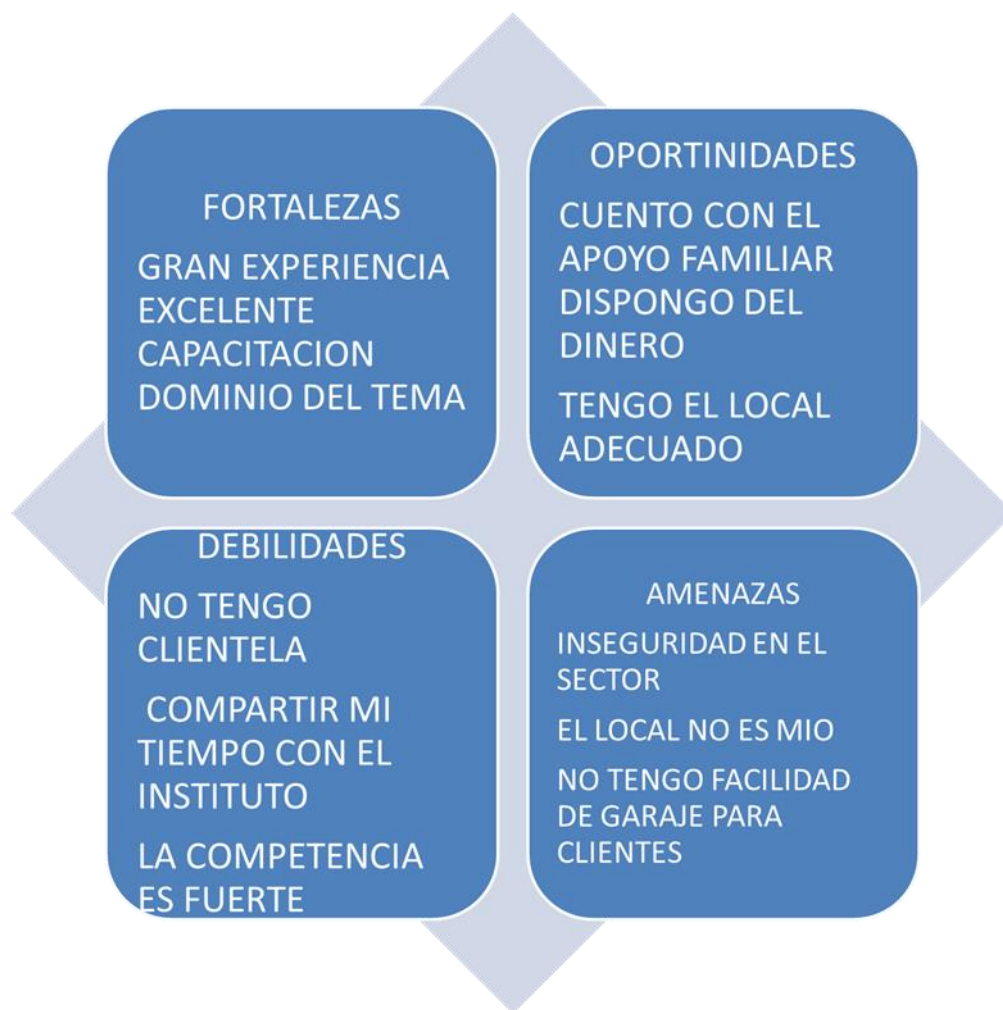 FORTALEZAS
GRAN EXPERIENCIA
EXCELENTE
CAPACITACION
DOMINIO DEL TEMA
OPORTINIDADES
CUENTO CON EL
APOYO FAMILIAR
DISPONGO DEL
DINERO
TENGO EL LOCAL
ADECUADO
DEBILIDADES
NO TENGO
CLIENTELA
COMPARTIR MI
TIEMPO CON EL
INSTITUTO
LA COMPETENCIA
ES FUERTE
AMENAZAS
INSEGURIDAD EN EL
SECTOR
EL LOCAL NO ES MIO
NO TENGO FACILIDAD
DE GARAJE PARA
CLIENTES